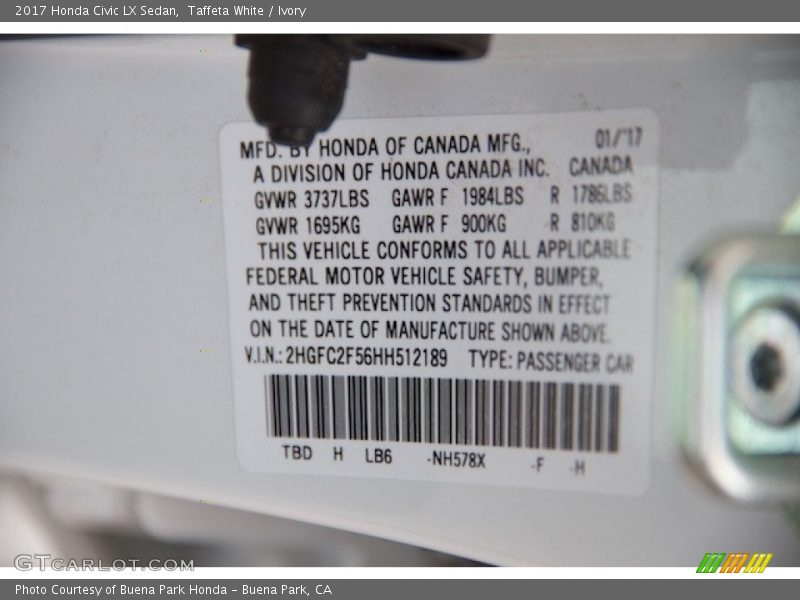 2017 Honda Civic LX Sedan, Taffeta White / Ivory
MFD. BY HONDA OF CANADA MFG., 01/'17
A DIVISION OF HONDA CANADA INC. CANADA
GVWR 3737LBS GAWR F 1984LBS R 1786LBS
GVWR 1695KG GAWR F 900KG R 810KG
THIS VEHICLE CONFORMS TO ALL APPLICABLE
FEDERAL MOTOR VEHICLE SAFETY, BUMPER,
AND THEFT PREVENTION STANDARDS IN EFFECT
ON THE DATE OF MANUFACTURE SHOWN ABOVE.
V.I.N.: 2HGFC2F56HH512189 TYPE: PASSENGER CAR
TBD H LB6 -NH578X -F -H
GTCARLOT.COM
Photo Courtesy of Buena Park Honda – Buena Park, CA